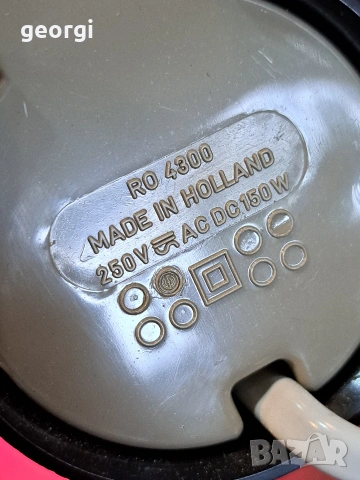 georgi
RO 4300
MADE IN HOLLAND
250V AC DC 150W
BAZAR